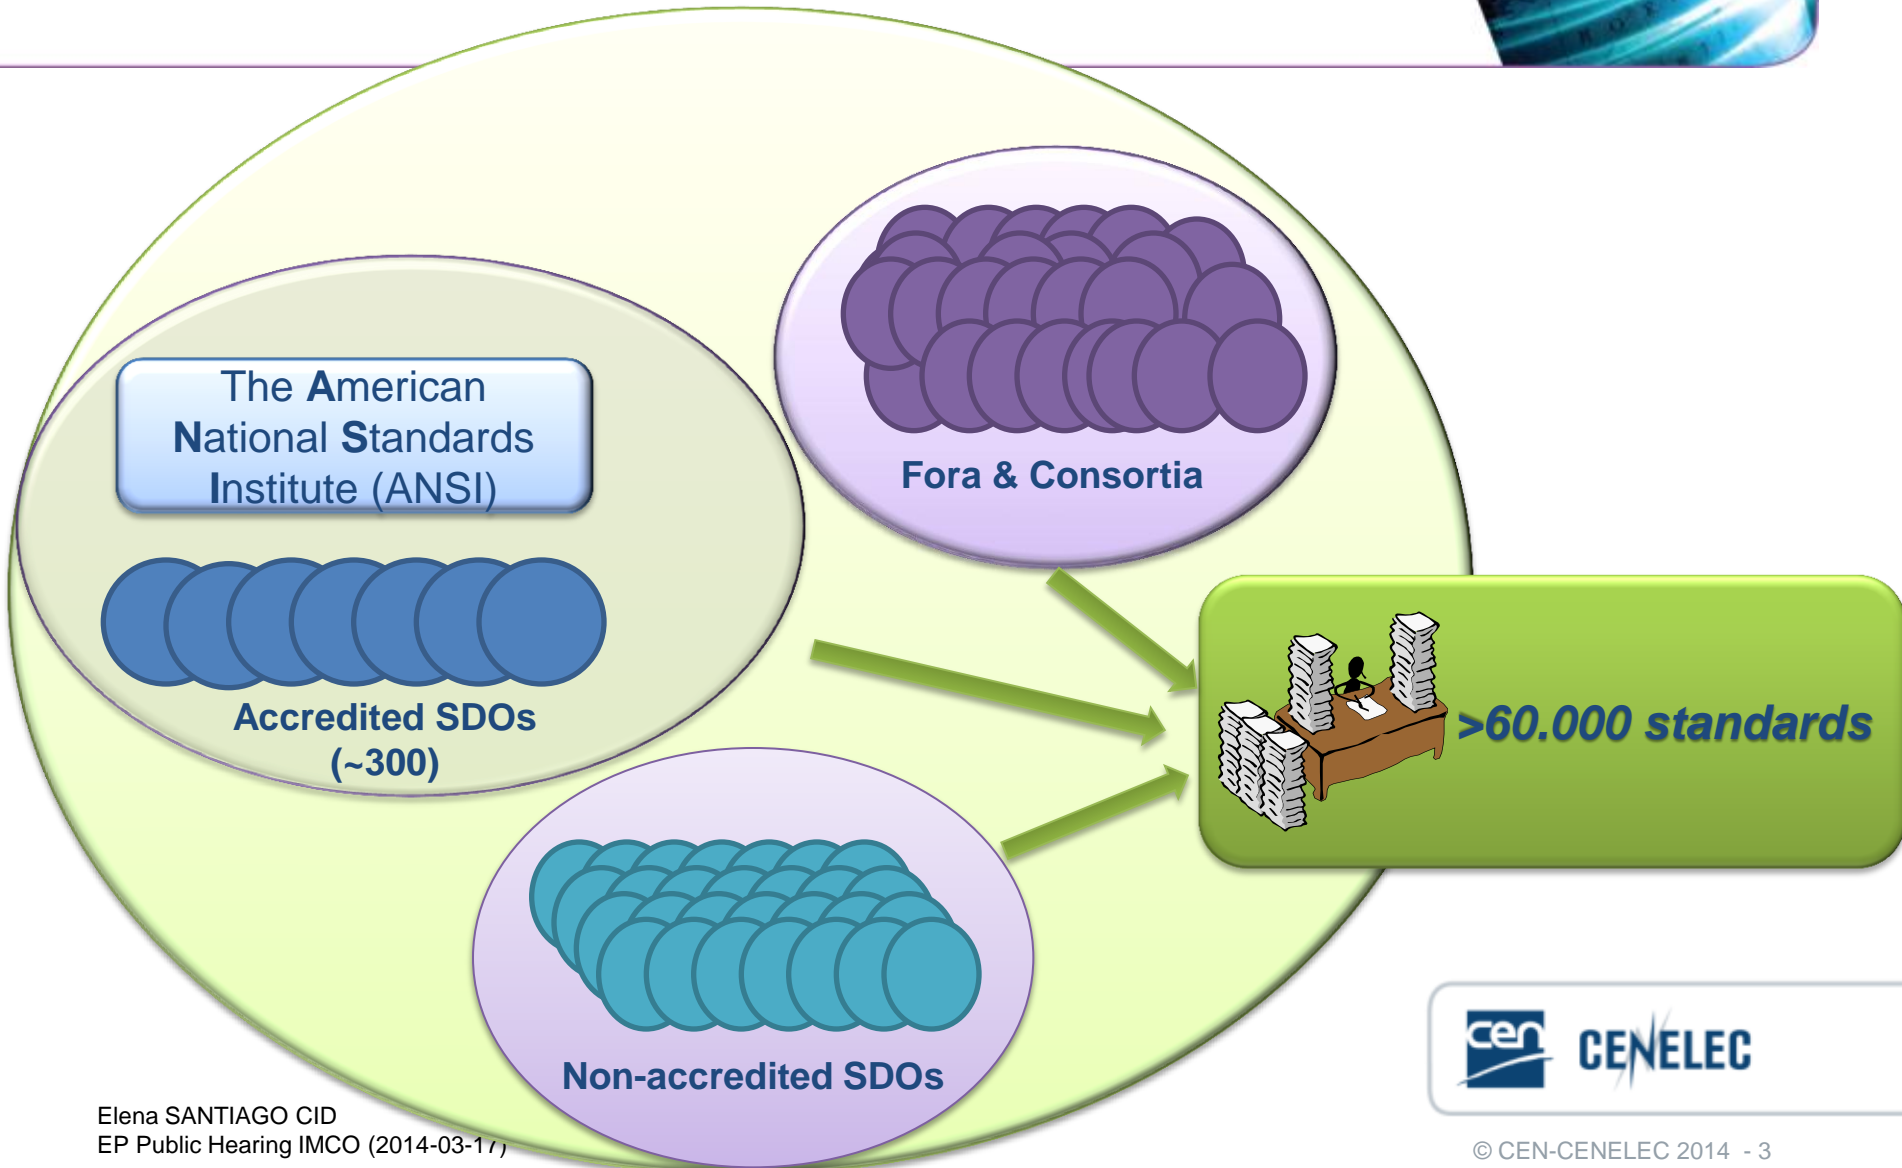 The American
National Standards
Institute (ANSI)
Accredited SDOs
(~300)
Fora & Consortia
Non-accredited SDOs
>60.000 standards
Elena SANTIAGO CID
EP Public Hearing IMCO (2014-03-17)
cen
CENELEC
© CEN-CENELEC 2014 - 3